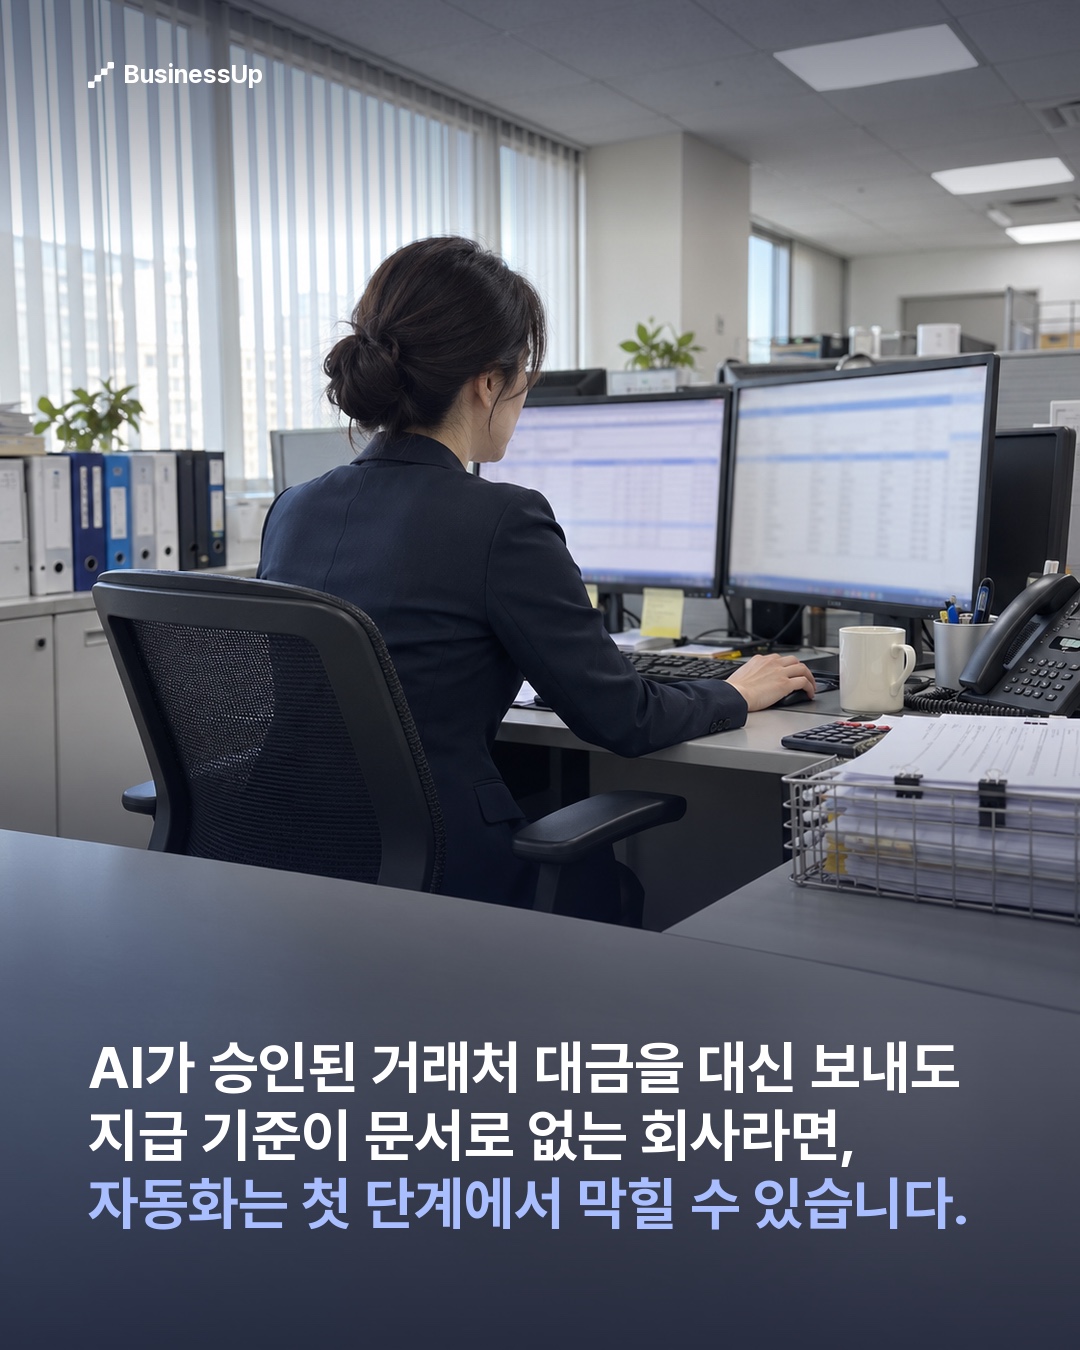 BusinessUp
AI가 승인된 거래처 대금을 대신 보내도
지급 기준이 문서로 없는 회사라면,
자동화는 첫 단계에서 막힐 수 있습니다.